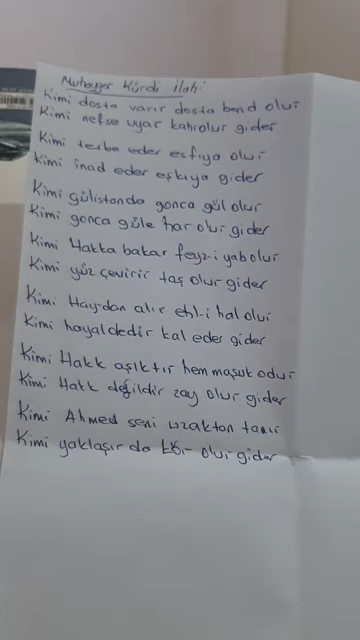 Muhayyer Kürdi İlahi
Kimi dosta varır dosta bend olur
Kimi nefse uyar kahrolur gider
Kimi tevbe eder esfiya olur
Kimi inad eder eşkıya gider
Kimi gülistanda gonca gül olur
Kimi gonca güle har olur gider
Kimi Hakka bakar feyz-i yab olur
Kimi yüz çevirir taş olur gider
Kimi Hay-dan alır ehl-i hal olur
Kimi hayaldedir kal eder gider
Kimi Hakk aşıktır hem maşuk odur
Kimi Hakk değildir zay olur gider
Kimi Ahmed seni uzaktan tanır
Kimi yaklaşır da kör olur gider